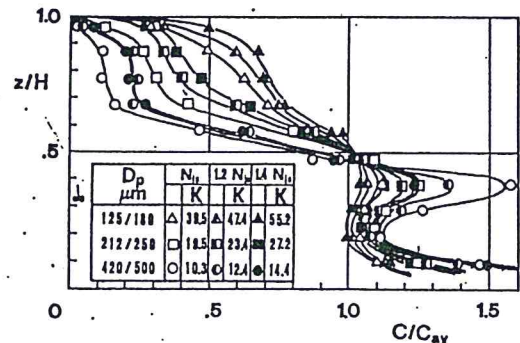 1.0
z/H
.5
0
.5
1.0
1.5
C/Cav
Dp N_js 1.2 N_js 1.4 N_js
μm K K K
125/180 △ 38.5 47.4 ▲ 55.2
212/250 □ 18.5 23.4 27.2
420/500 ○ 10.3 12.4 14.4